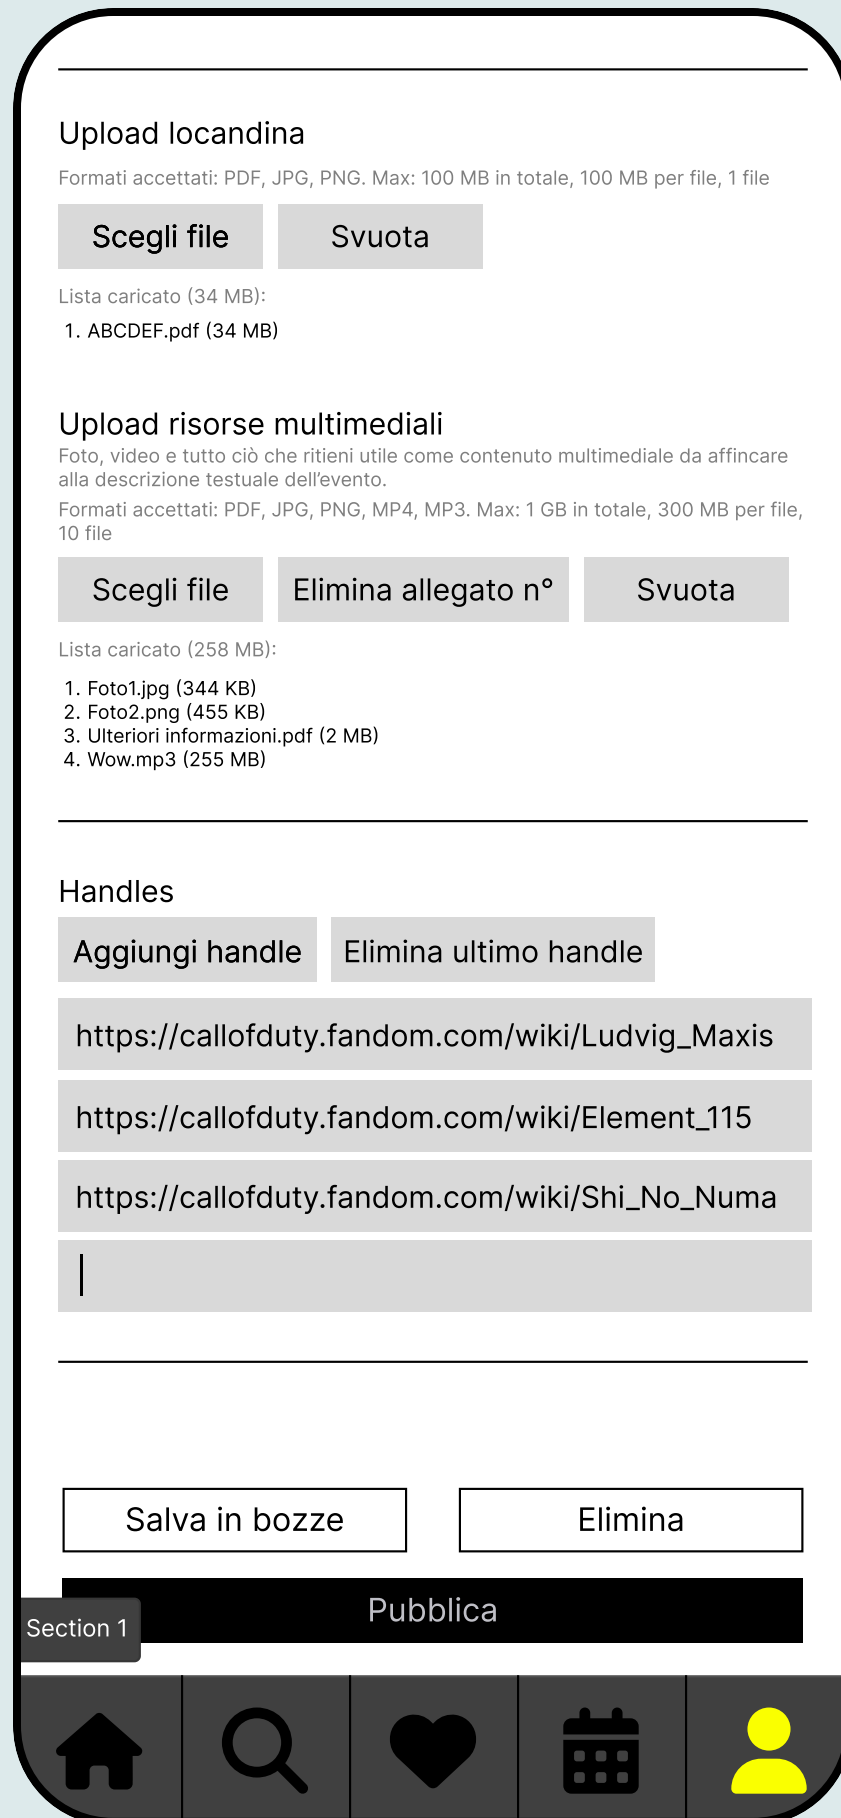 Upload locandina
Formati accettati: PDF, JPG, PNG. Max: 100 MB in totale, 100 MB per file, 1 file
Scegli file
Svuota
Lista caricato (34 MB):
1. ABCDEF.pdf (34 MB)
Upload risorse multimediali
Foto, video e tutto ciò che ritieni utile come contenuto multimediale da affincare
alla descrizione testuale dell'evento.
Formati accettati: PDF, JPG, PNG, MP4, MP3. Max: 1 GB in totale, 300 MB per file,
10 file
Scegli file
Elimina allegato n°
Svuota
Lista caricato (258 MB):
1. Foto1.jpg (344 KB)
2. Foto2.png (455 KB)
3. Ulteriori informazioni.pdf (2 MB)
4. Wow.mp3 (255 MB)
Handles
Aggiungi handle
Elimina ultimo handle
https://callofduty.fandom.com/wiki/Ludvig_Maxis
https://callofduty.fandom.com/wiki/Element_115
https://callofduty.fandom.com/wiki/Shi_No_Numa
Salva in bozze
Elimina
Pubblica
Section 1